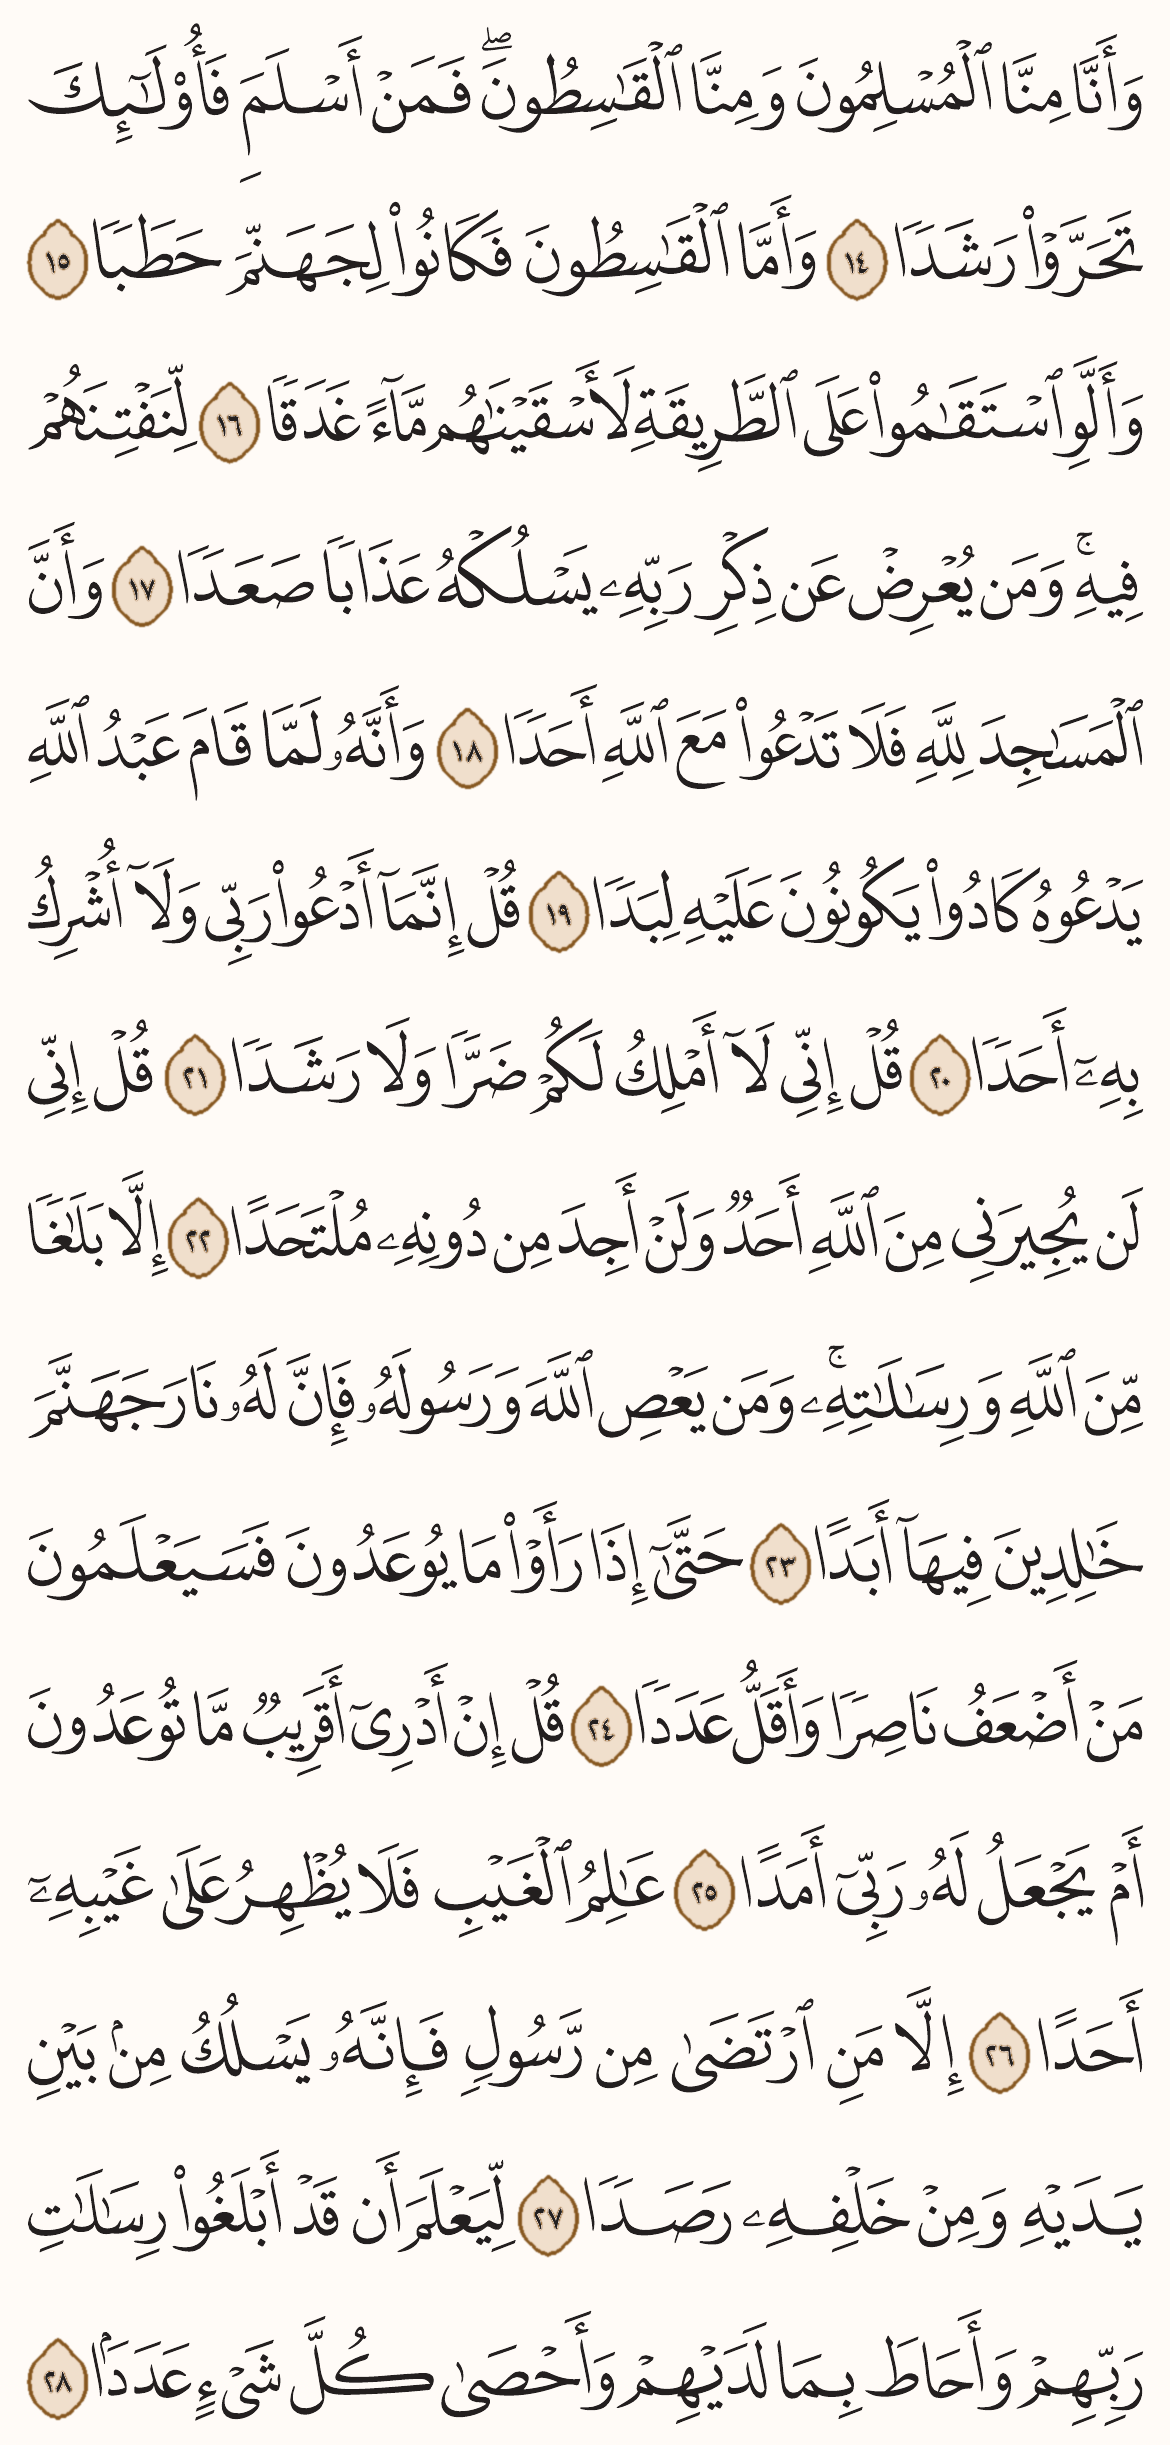 وَأَنَّا مِنَّا ٱلْمُسْلِمُونَ وَمِنَّا ٱلْقَٰسِطُونَۖ فَمَنْ أَسْلَمَ فَأُو۟لَٰٓئِكَ
تَحَرَّوْا۟ رَشَدًا ١٤ وَأَمَّا ٱلْقَٰسِطُونَ فَكَانُوا۟ لِجَهَنَّمَ حَطَبًا ١٥
وَأَلَّوِ ٱسْتَقَٰمُوا۟ عَلَى ٱلطَّرِيقَةِ لَأَسْقَيْنَٰهُم مَّآءً غَدَقًا ١٦ لِّنَفْتِنَهُمْ
فِيهِۚ وَمَن يُعْرِضْ عَن ذِكْرِ رَبِّهِۦ يَسْلُكْهُ عَذَابًا صَعَدًا ١٧ وَأَنَّ
ٱلْمَسَٰجِدَ لِلَّهِ فَلَا تَدْعُوا۟ مَعَ ٱللَّهِ أَحَدًا ١٨ وَأَنَّهُۥ لَمَّا قَامَ عَبْدُ ٱللَّهِ
يَدْعُوهُ كَادُوا۟ يَكُونُونَ عَلَيْهِ لِبَدًا ١٩ قُلْ إِنَّمَآ أَدْعُوا۟ رَبِّى وَلَآ أُشْرِكُ
بِهِۦٓ أَحَدًا ٢٠ قُلْ إِنِّى لَآ أَمْلِكُ لَكُمْ ضَرًّا وَلَا رَشَدًا ٢١ قُلْ إِنِّى
لَن يُجِيرَنِى مِنَ ٱللَّهِ أَحَدٌ وَلَنْ أَجِدَ مِن دُونِهِۦ مُلْتَحَدًا ٢٢ إِلَّا بَلَٰغًا
مِّنَ ٱللَّهِ وَرِسَٰلَٰتِهِۦۚ وَمَن يَعْصِ ٱللَّهَ وَرَسُولَهُۥ فَإِنَّ لَهُۥ نَارَ جَهَنَّمَ
خَٰلِدِينَ فِيهَآ أَبَدًا ٢٣ حَتَّىٰٓ إِذَا رَأَوْا۟ مَا يُوعَدُونَ فَسَيَعْلَمُونَ
مَنْ أَضْعَفُ نَاصِرًا وَأَقَلُّ عَدَدًا ٢٤ قُلْ إِنْ أَدْرِىٓ أَقَرِيبٌ مَّا تُوعَدُونَ
أَمْ يَجْعَلُ لَهُۥ رَبِّىٓ أَمَدًا ٢٥ عَٰلِمُ ٱلْغَيْبِ فَلَا يُظْهِرُ عَلَىٰ غَيْبِهِۦٓ
أَحَدًا ٢٦ إِلَّا مَنِ ٱرْتَضَىٰ مِن رَّسُولٍ فَإِنَّهُۥ يَسْلُكُ مِنۢ بَيْنِ
يَدَيْهِ وَمِنْ خَلْفِهِۦ رَصَدًا ٢٧ لِّيَعْلَمَ أَن قَدْ أَبْلَغُوا۟ رِسَٰلَٰتِ
رَبِّهِمْ وَأَحَاطَ بِمَا لَدَيْهِمْ وَأَحْصَىٰ كُلَّ شَىْءٍ عَدَدًۢا ٢٨